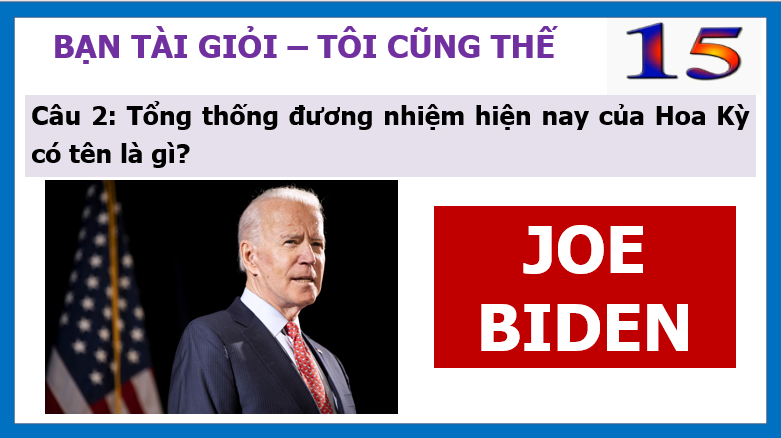 BẠN TÀI GIỎI – TÔI CŨNG THẾ
15
Câu 2: Tổng thống đương nhiệm hiện nay của Hoa Kỳ
có tên là gì?
JOE
BIDEN